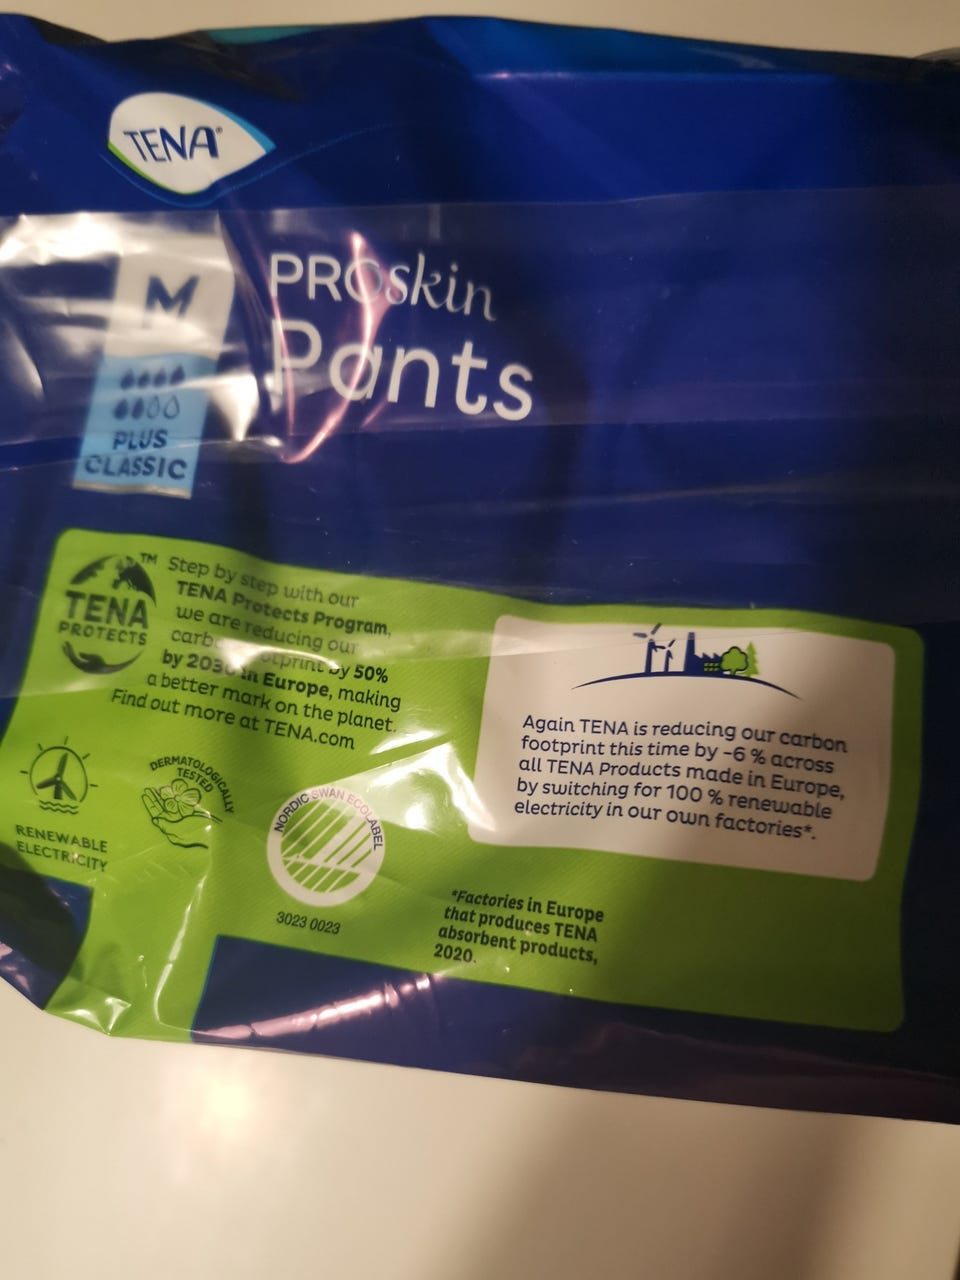 TENA®
M
PROskin
Pants
PLUS
CLASSIC
TM
TENA
PROTECTS
Step by step with our
TENA Protects Program,
we are reducing our
by 50%
in Europe, making
a better mark on the planet.
Find out more at TENA.com
Again TENA is reducing our carbon
footprint this time by -6 % across
all TENA Products made in Europe,
by switching for 100 % renewable
electricity in our own factories*.
RENEWABLE
ELECTRICITY
DERMATOLOGICALLY
TESTED
NORDIC SWAN ECOLABEL
3023 0023
*Factories in Europe
that produces TENA
absorbent products,
2020.